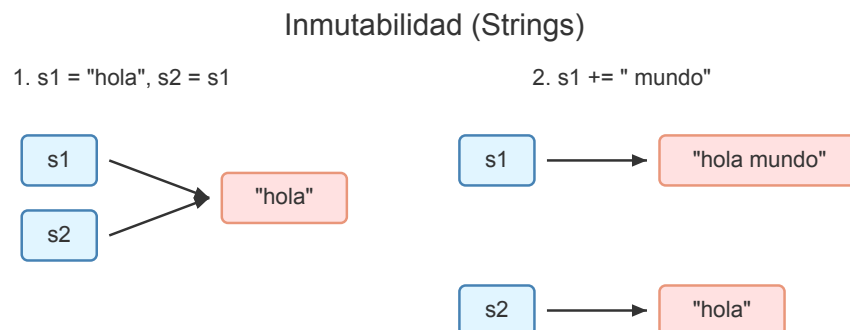 Inmutabilidad (Strings)
1. s1 = "hola", s2 = s1
s1
s2
"hola"
2. s1 += " mundo"
s1
"hola mundo"
s2
"hola"